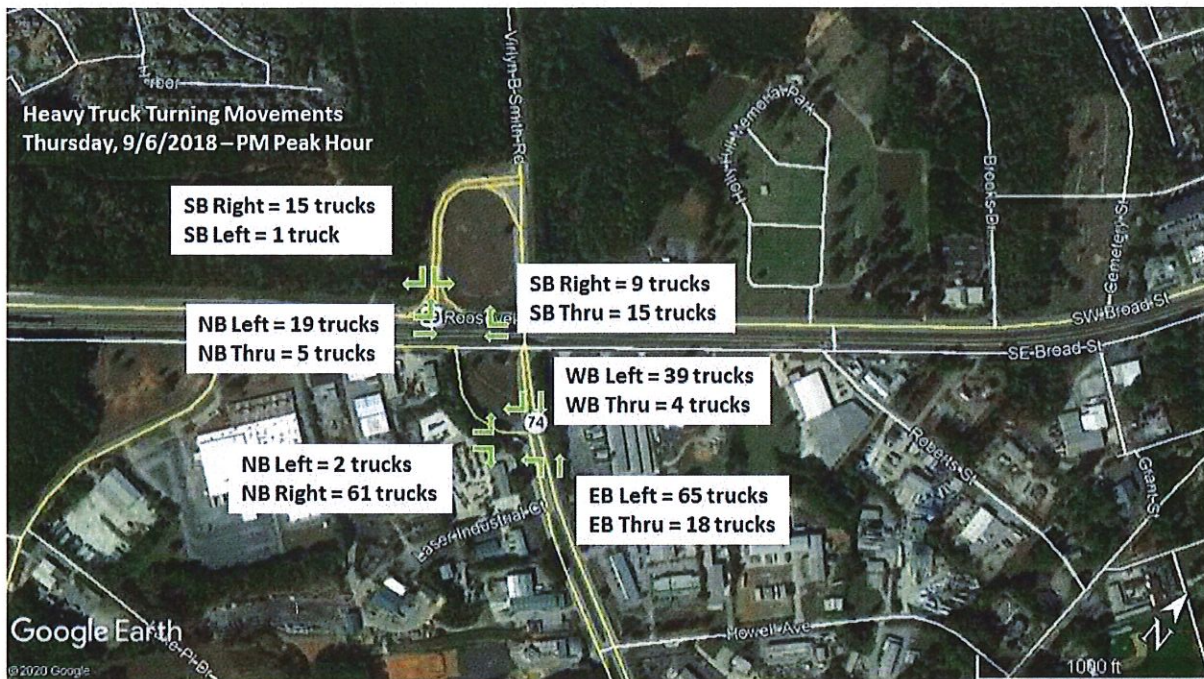 Heavy Truck Turning Movements
Thursday, 9/6/2018 – PM Peak Hour
Virlyn B Smith Rd
Holly Hill Memorial Park
Brooks Dr
Cemetery St
SB Right = 15 trucks
SB Left = 1 truck
SB Right = 9 trucks
SB Thru = 15 trucks
NB Left = 19 trucks
NB Thru = 5 trucks
SW Broad St
SE Broad St
WB Left = 39 trucks
WB Thru = 4 trucks
74
NB Left = 2 trucks
NB Right = 61 trucks
EB Left = 65 trucks
EB Thru = 18 trucks
Roberts St
Grant St
Laser Industrial Ct
Howell Ave
Google Earth
©2020 Google
1000 ft
N